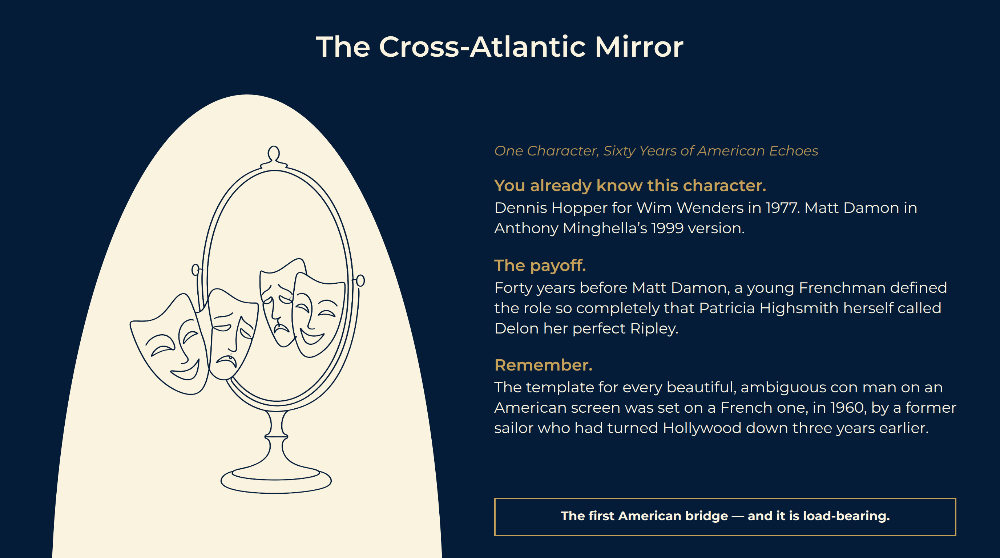 The Cross-Atlantic Mirror
One Character, Sixty Years of American Echoes
You already know this character.
Dennis Hopper for Wim Wenders in 1977. Matt Damon in
Anthony Minghella’s 1999 version.
The payoff.
Forty years before Matt Damon, a young Frenchman defined
the role so completely that Patricia Highsmith herself called
Delon her perfect Ripley.
Remember.
The template for every beautiful, ambiguous con man on an
American screen was set on a French one, in 1960, by a former
sailor who had turned Hollywood down three years earlier.
The first American bridge — and it is load-bearing.